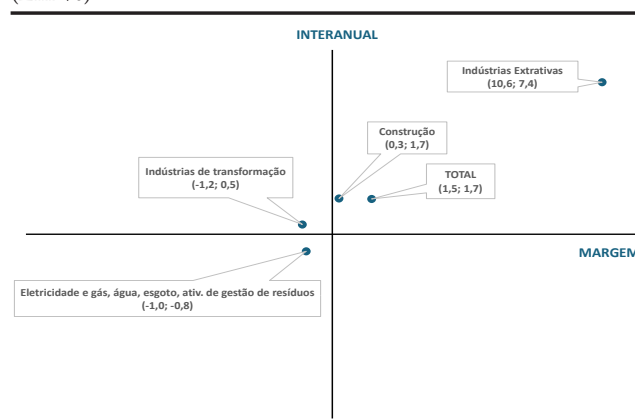 INTERANUAL
Indústrias Extrativas
(10,6; 7,4)
Construção
(0,3; 1,7)
Indústrias de transformação
(-1,2; 0,5)
TOTAL
(1,5; 1,7)
MARGEM
Eletricidade e gás, água, esgoto, ativ. de gestão de resíduos
(-1,0; -0,8)